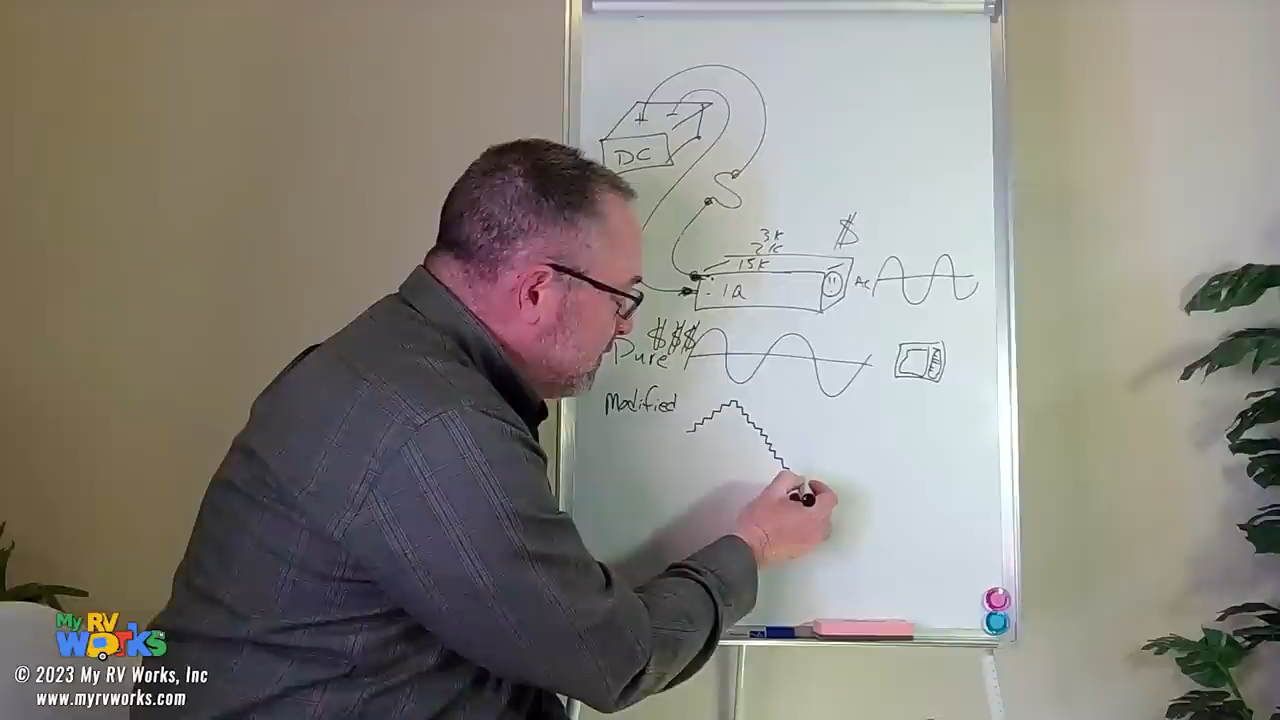 DC
$
3K
2K
15K
.1a
AC
$$$
Pure
Modified
My RV
WORKS
© 2023 My RV Works, Inc
www.myrvworks.com